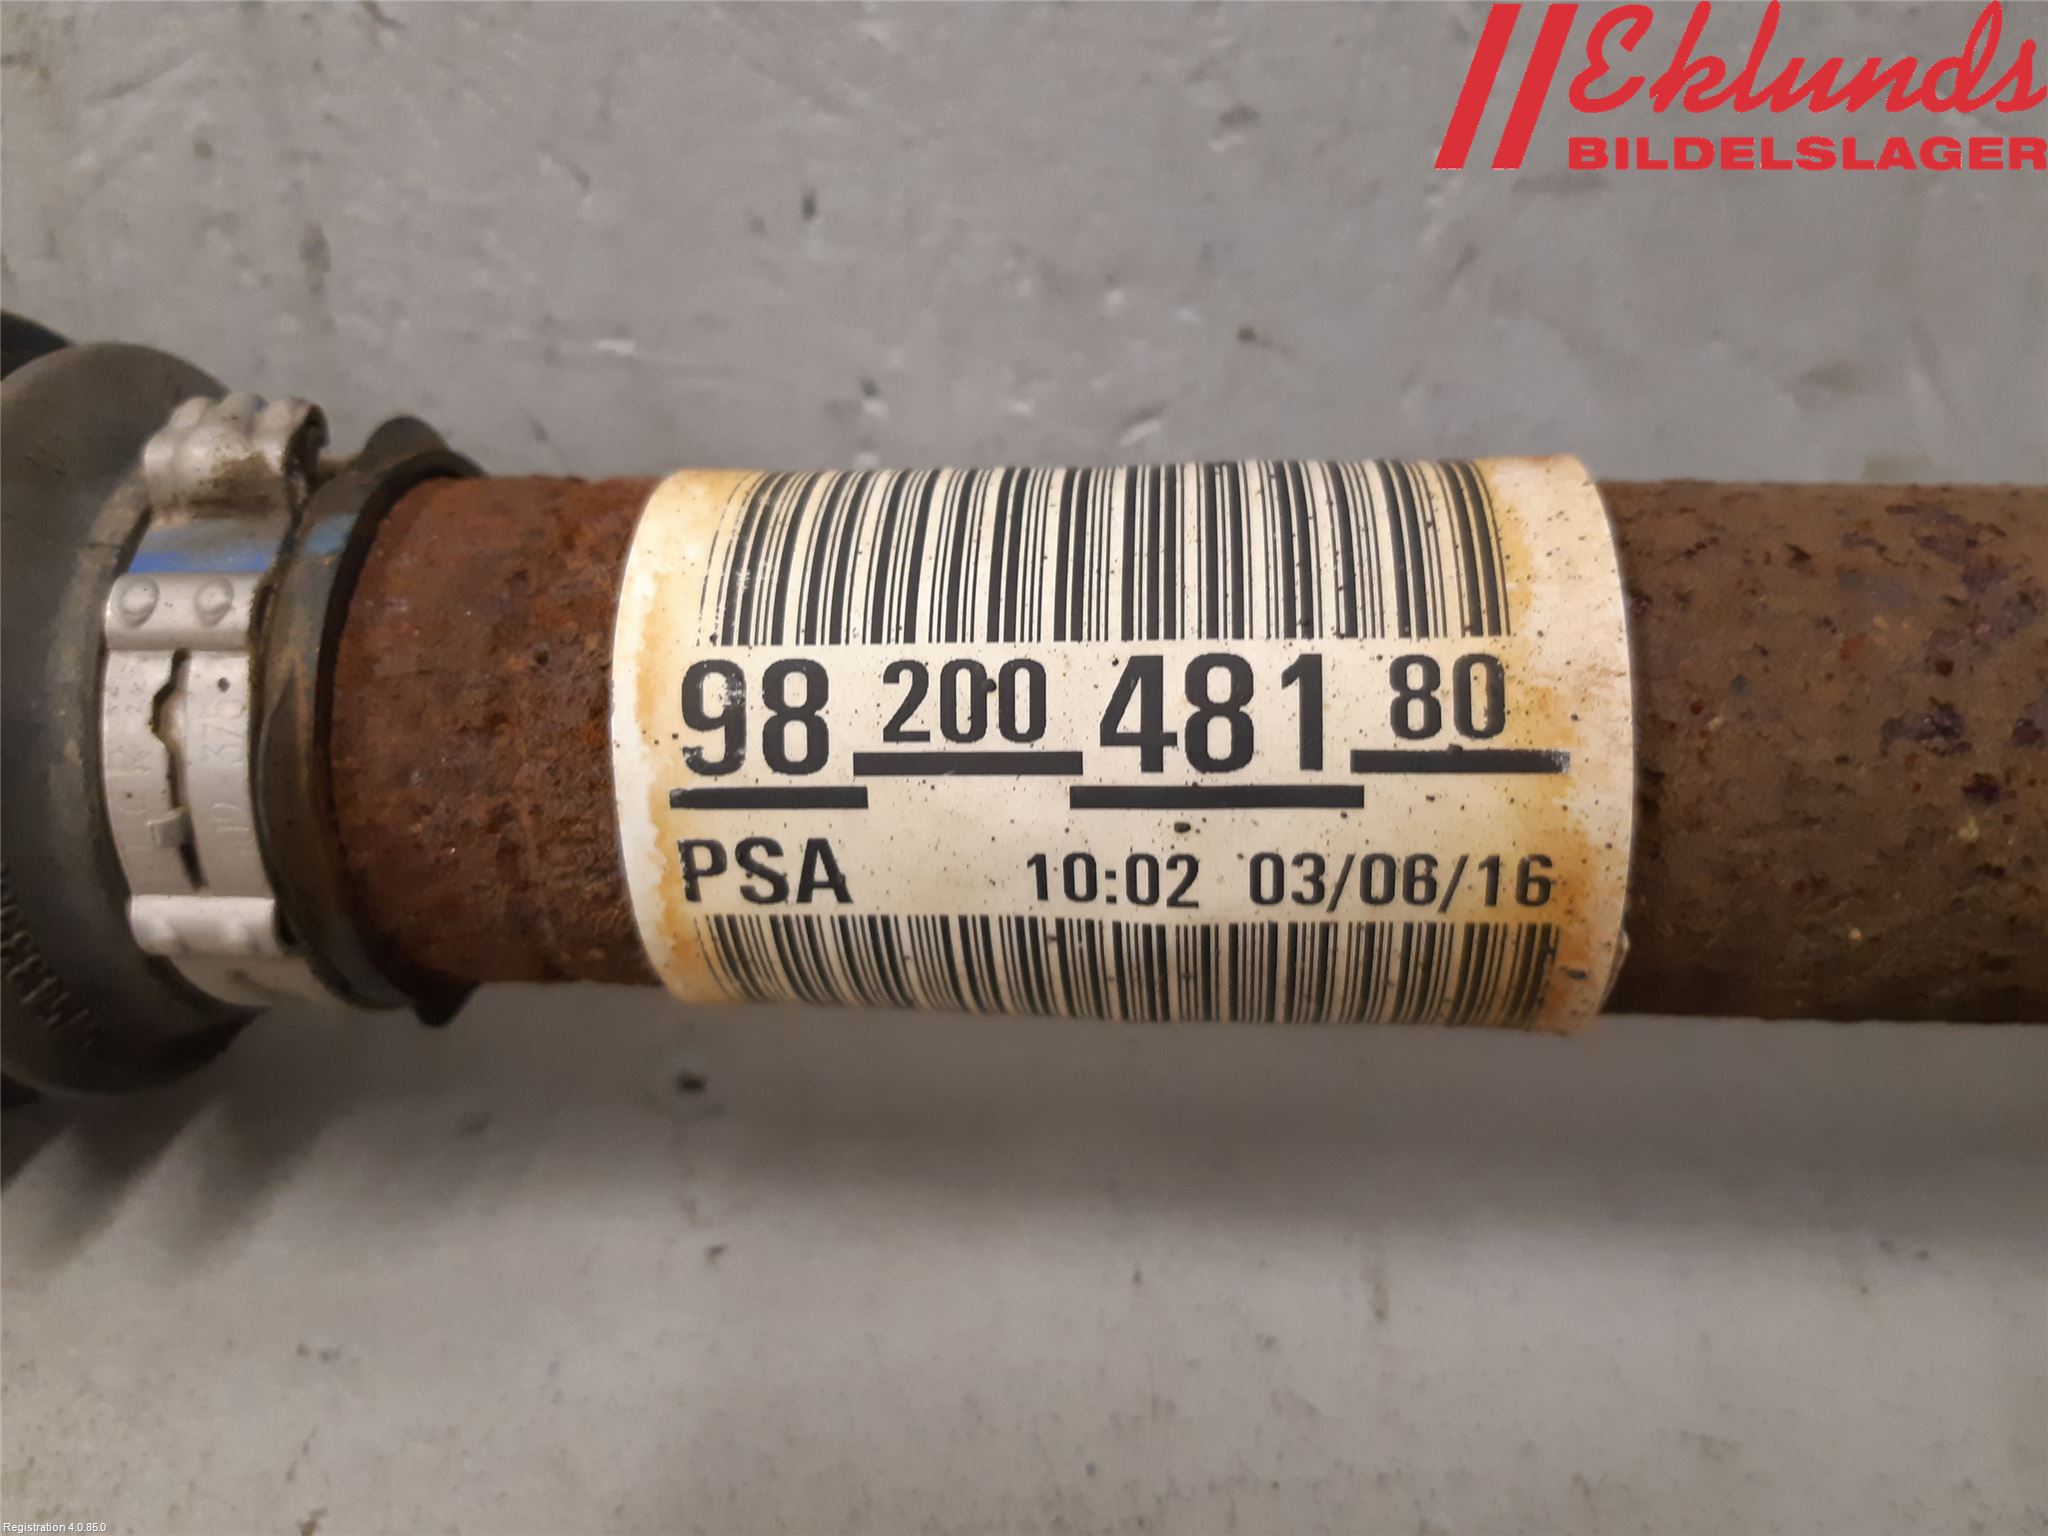 Eklunds
BILDELSLAGER
98 200 481 80
PSA 10:02 03/06/16
Registration 4.0.85.0